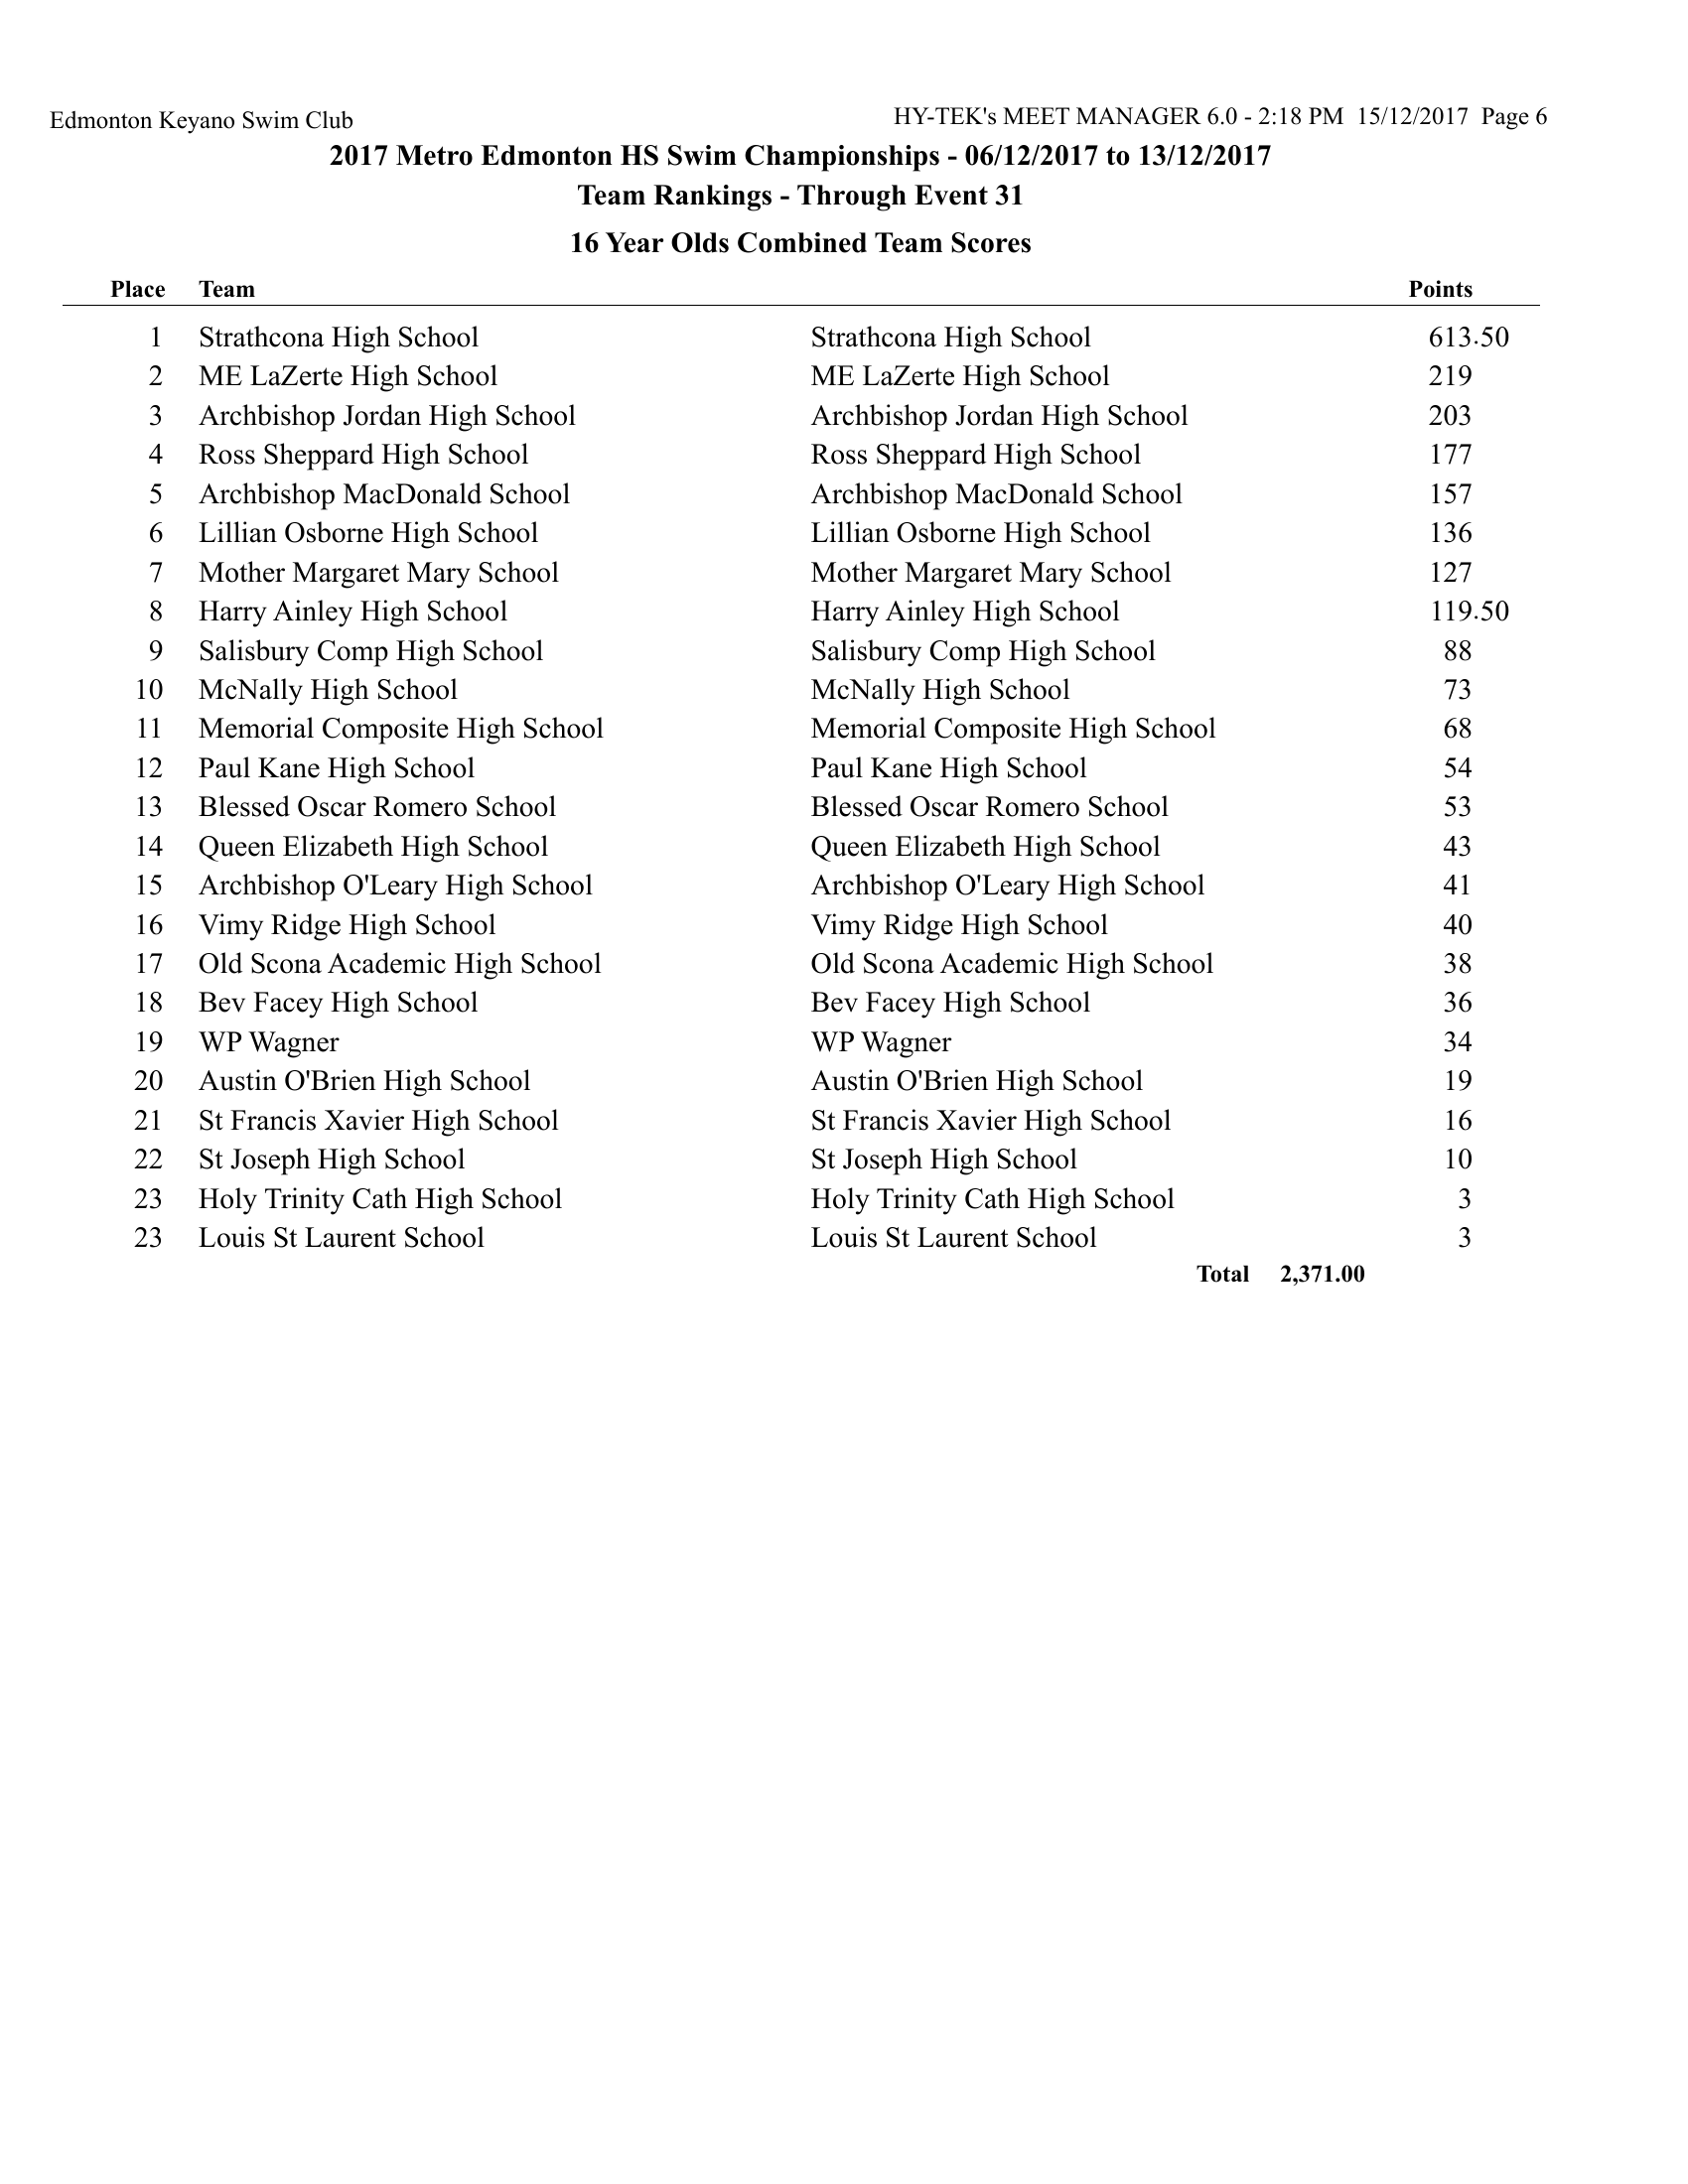 Edmonton Keyano Swim Club HY-TEK's MEET MANAGER 6.0 - 2:18 PM 15/12/2017 Page 6
2017 Metro Edmonton HS Swim Championships - 06/12/2017 to 13/12/2017
Team Rankings - Through Event 31
16 Year Olds Combined Team Scores
Place Team Points
1 Strathcona High School Strathcona High School 613.50
2 ME LaZerte High School ME LaZerte High School 219
3 Archbishop Jordan High School Archbishop Jordan High School 203
4 Ross Sheppard High School Ross Sheppard High School 177
5 Archbishop MacDonald School Archbishop MacDonald School 157
6 Lillian Osborne High School Lillian Osborne High School 136
7 Mother Margaret Mary School Mother Margaret Mary School 127
8 Harry Ainley High School Harry Ainley High School 119.50
9 Salisbury Comp High School Salisbury Comp High School 88
10 McNally High School McNally High School 73
11 Memorial Composite High School Memorial Composite High School 68
12 Paul Kane High School Paul Kane High School 54
13 Blessed Oscar Romero School Blessed Oscar Romero School 53
14 Queen Elizabeth High School Queen Elizabeth High School 43
15 Archbishop O'Leary High School Archbishop O'Leary High School 41
16 Vimy Ridge High School Vimy Ridge High School 40
17 Old Scona Academic High School Old Scona Academic High School 38
18 Bev Facey High School Bev Facey High School 36
19 WP Wagner WP Wagner 34
20 Austin O'Brien High School Austin O'Brien High School 19
21 St Francis Xavier High School St Francis Xavier High School 16
22 St Joseph High School St Joseph High School 10
23 Holy Trinity Cath High School Holy Trinity Cath High School 3
23 Louis St Laurent School Louis St Laurent School 3
Total 2,371.00